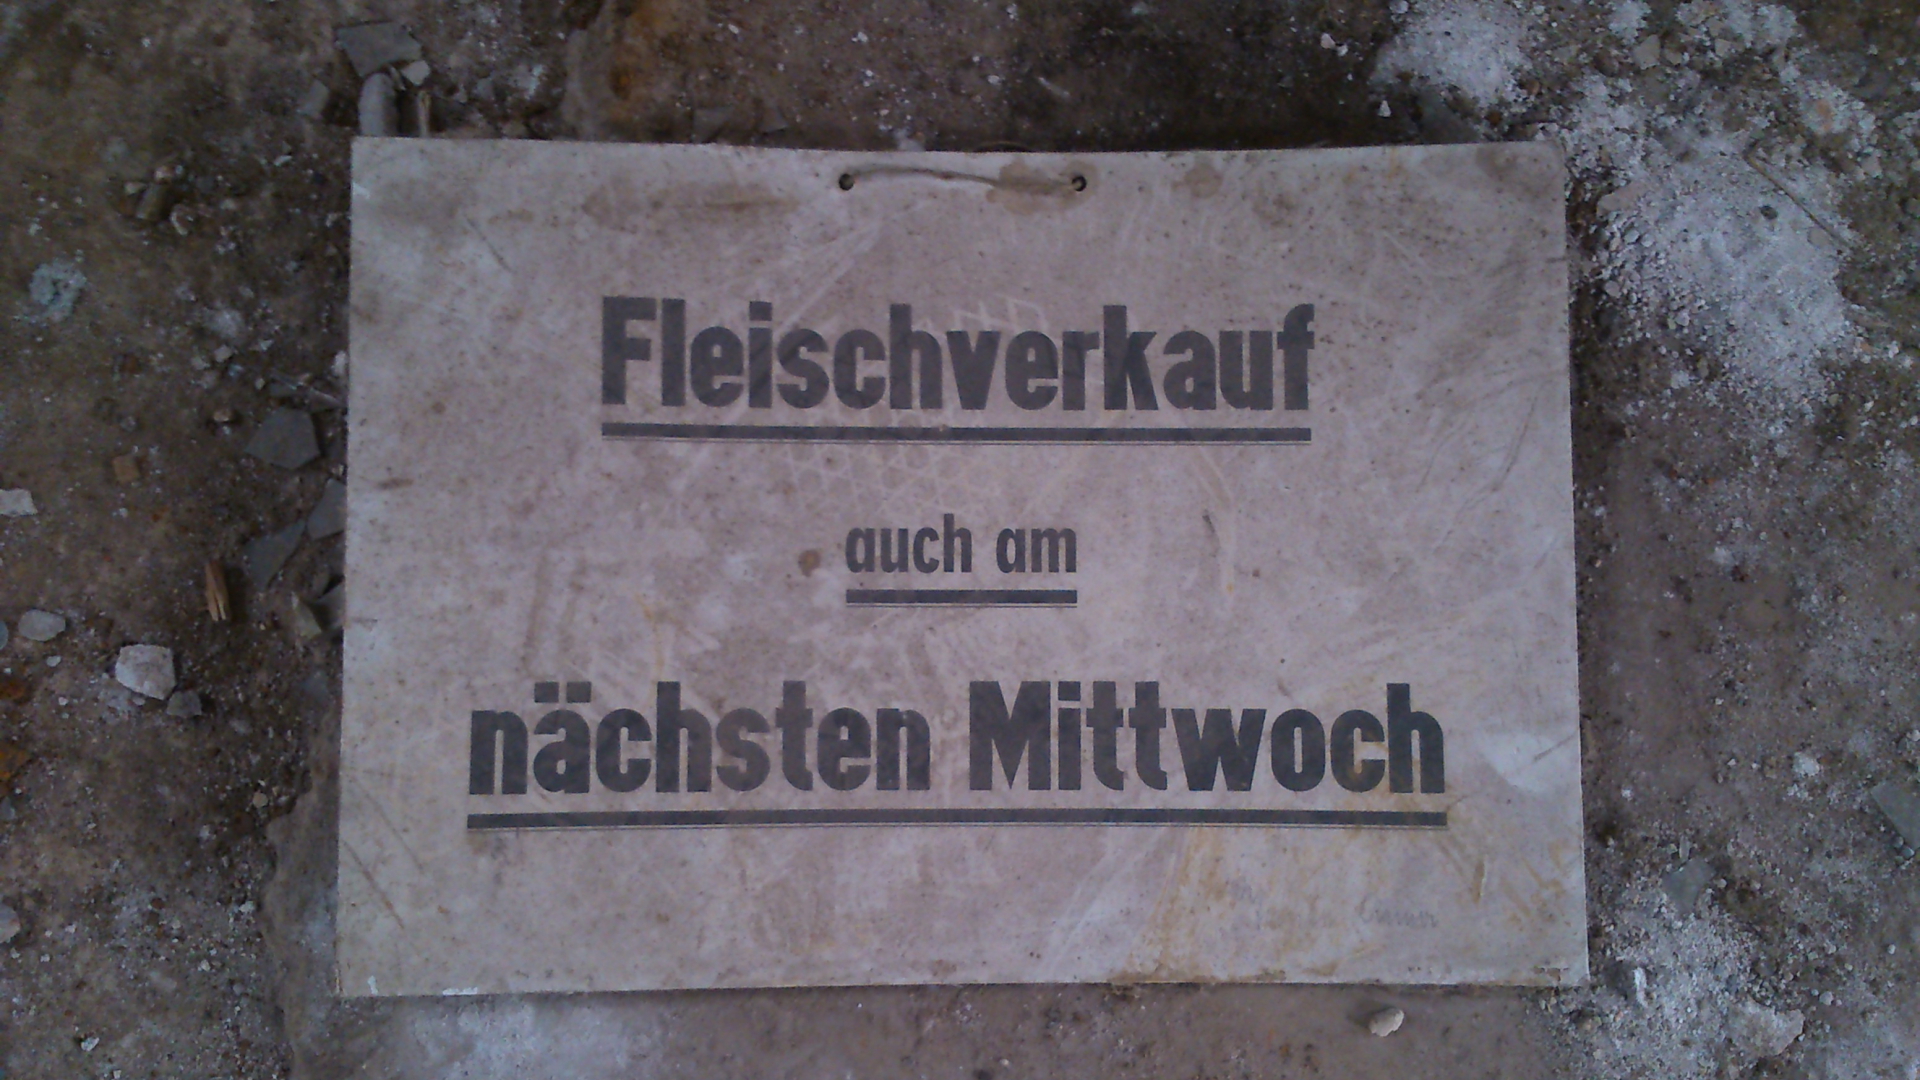 Fleischverkauf
auch am
nächsten Mittwoch